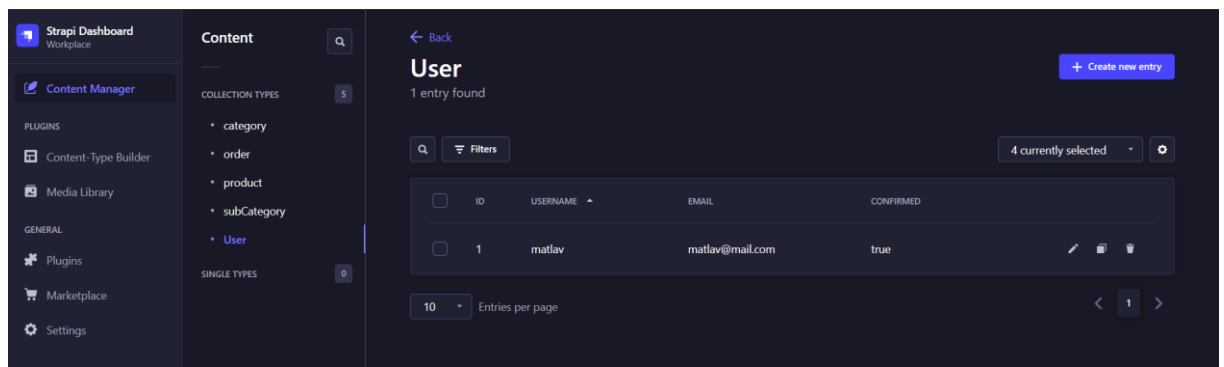 Strapi Dashboard
Workplace
Content Manager
PLUGINS
Content-Type Builder
Media Library
GENERAL
Plugins
Marketplace
Settings
Content
COLLECTION TYPES 5
category
order
product
subCategory
User
SINGLE TYPES 0
Back
User
1 entry found
Create new entry
Filters
4 currently selected
ID USERNAME EMAIL CONFIRMED
1 matlav matlav@mail.com true
10 Entries per page
1